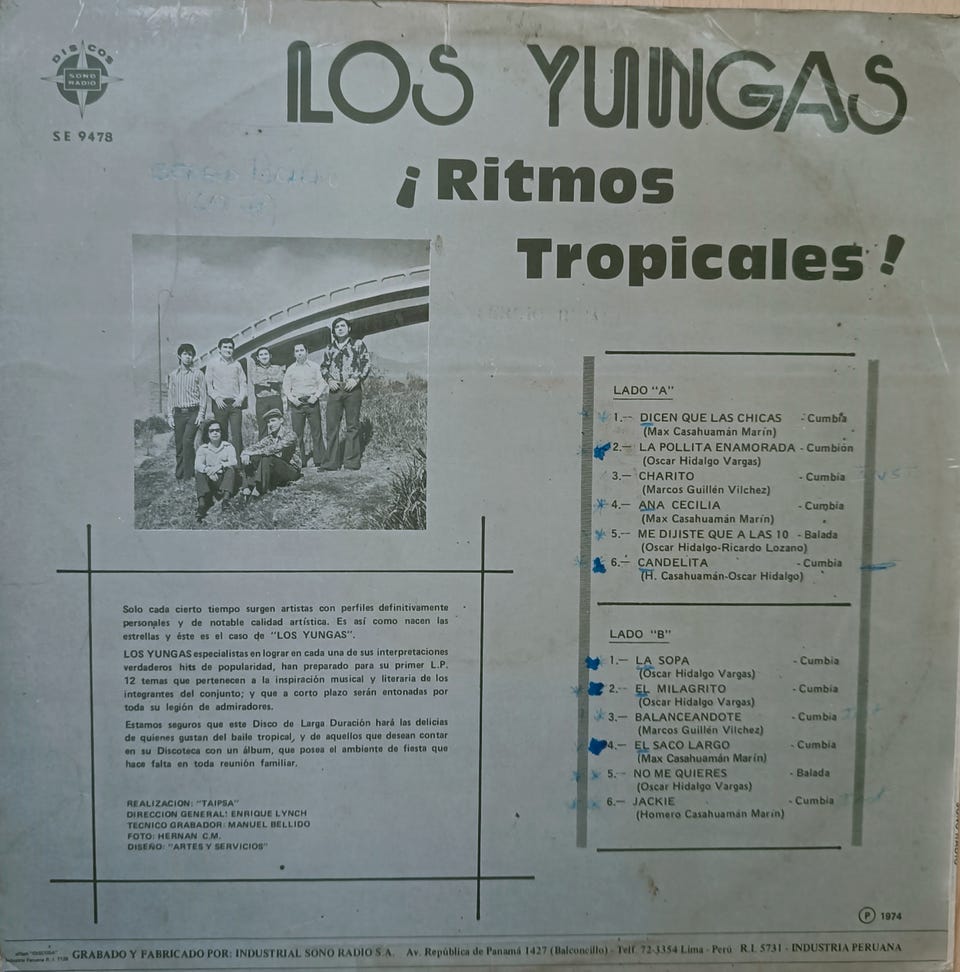 DISCOS
SONO
RADIO
SE 9478
LOS YUNGAS
¡Ritmos
Tropicales!
LADO "A"
1.— DICEN QUE LAS CHICAS - Cumbia
(Max Casahuamán Marín)
2.— LA POLLITA ENAMORADA - Cumbión
(Oscar Hidalgo Vargas)
3.— CHARITO - Cumbia
(Marcos Guillén Vilchez)
4.— ANA CECILIA - Cumbia
(Max Casahuamán Marín)
5.— ME DIJISTE QUE A LAS 10 - Balada
(Oscar Hidalgo-Ricardo Lozano)
6.— CANDELITA - Cumbia
(H. Casahuamán-Oscar Hidalgo)
LADO "B"
1.— LA SOPA - Cumbia
(Oscar Hidalgo Vargas)
2.— EL MILAGRITO - Cumbia
(Oscar Hidalgo Vargas)
3.— BALANCEANDOTE - Cumbia
(Marcos Guillén Vilchez)
4.— EL SACO LARGO - Cumbia
(Max Casahuamán Marín)
5.— NO ME QUIERES - Balada
(Oscar Hidalgo Vargas)
6.— JACKIE - Cumbia
(Homero Casahuamán Marín)
Solo cada cierto tiempo surgen artistas con perfiles definitivamente
personales y de notable calidad artística. Es así como nacen las
estrellas y éste es el caso de "LOS YUNGAS".
LOS YUNGAS especialistas en lograr en cada una de sus interpretaciones
verdaderos hits de popularidad, han preparado para su primer L.P.
12 temas que pertenecen a la inspiración musical y literaria de los
integrantes del conjunto; y que a corto plazo serán entonadas por
toda su legión de admiradores.
Estamos seguros que este Disco de Larga Duración hará las delicias
de quienes gustan del baile tropical, y de aquellos que desean contar
en su Discoteca con un álbum, que posea el ambiente de fiesta que
hace falta en toda reunión familiar.
REALIZACION: "TAIPSA"
DIRECCION GENERAL: ENRIQUE LYNCH
TECNICO GRABADOR: MANUEL BELLIDO
FOTO: HERNAN C.M.
DISEÑO: "ARTES Y SERVICIOS"
Ⓟ 1974
GRABADO Y FABRICADO POR: INDUSTRIAL SONO RADIO S.A. Av. República de Panamá 1427 (Balconcillo) - Telf. 72-3354 Lima - Perú R.I. 5731 - INDUSTRIA PERUANA